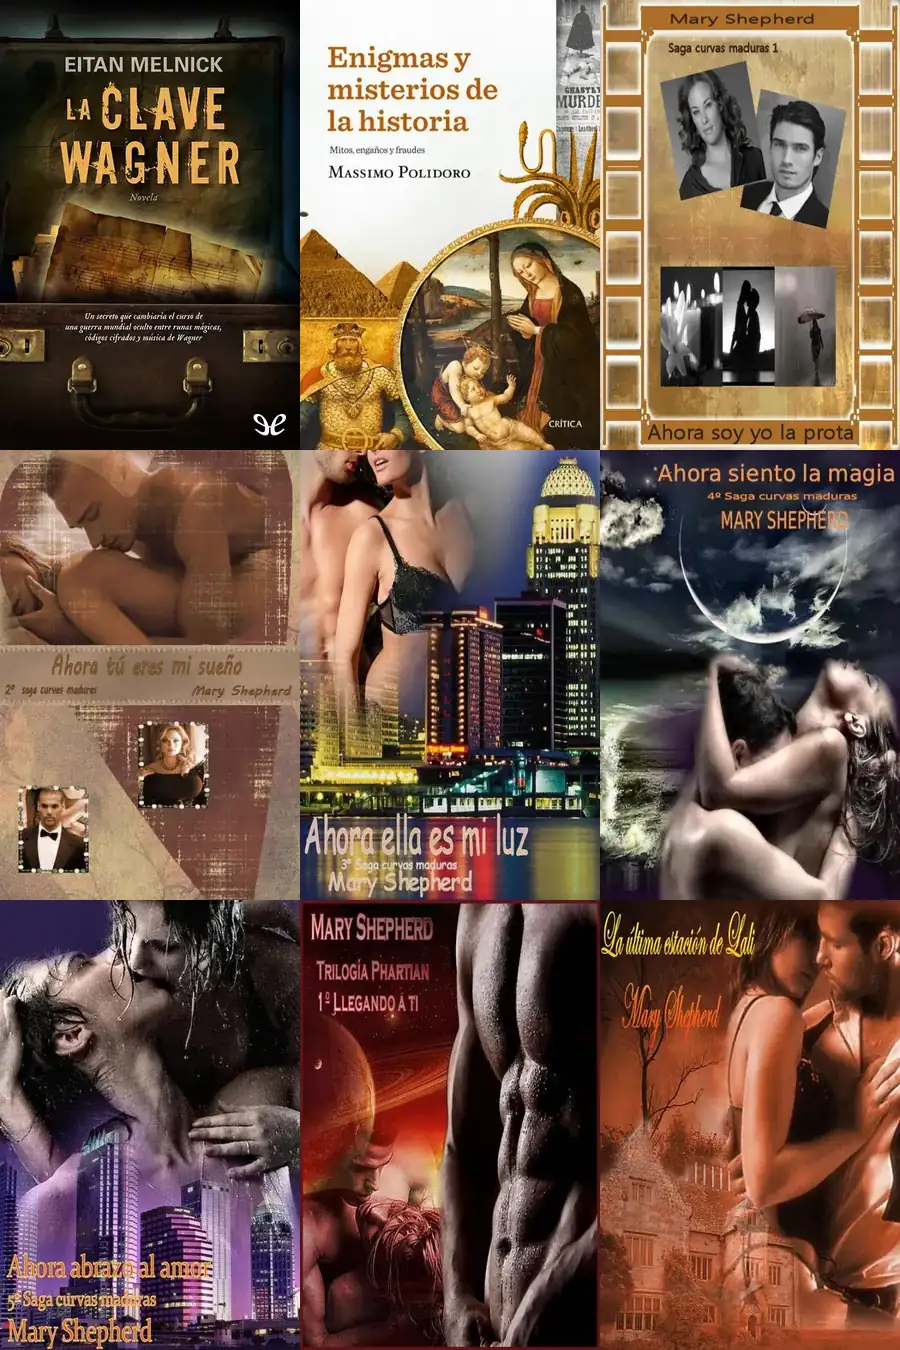 EITAN MELNICK
LA CLAVE
WAGNER
Novela
Un secreto que cambiaría el curso de
una guerra mundial oculto entre runas mágicas,
códigos cifrados y música de Wagner
Enigmas y
misterios de
la historia
Mitos, engaños y fraudes
MASSIMO POLIDORO
GHASTLY
MURDE
CRÍTICA
Mary Shepherd
Saga curvas maduras 1
Ahora soy yo la prota
Ahora tú eres mi sueño
2º saga curvas maduras
Mary Shepherd
Ahora ella es mi luz
3º Saga curvas maduras
Mary Shepherd
Ahora siento la magia
4º Saga curvas maduras
MARY SHEPHERD
Ahora abrazo al amor
5º Saga curvas maduras
Mary Shepherd
MARY SHEPHERD
TRILOGÍA PHARTIAN
1º LLEGANDO A TI
La última estación de Lali
Mary Shepherd